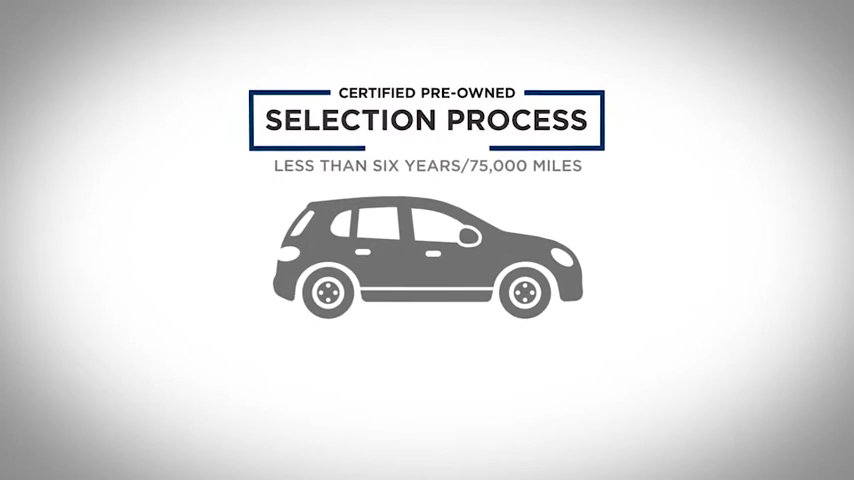 CERTIFIED PRE-OWNED
SELECTION PROCESS
LESS THAN SIX YEARS/75,000 MILES